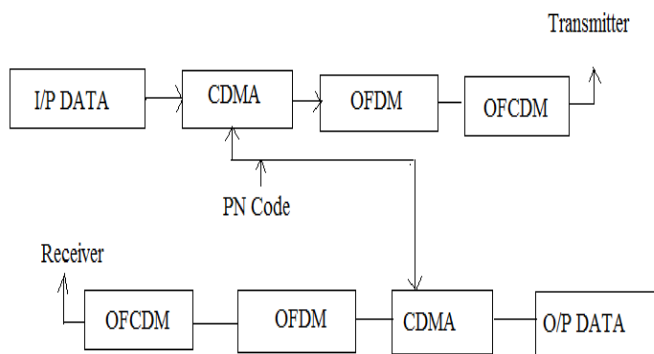 Transmitter
I/P DATA
CDMA
OFDM
OFCDM
PN Code
Receiver
OFCDM
OFDM
CDMA
O/P DATA